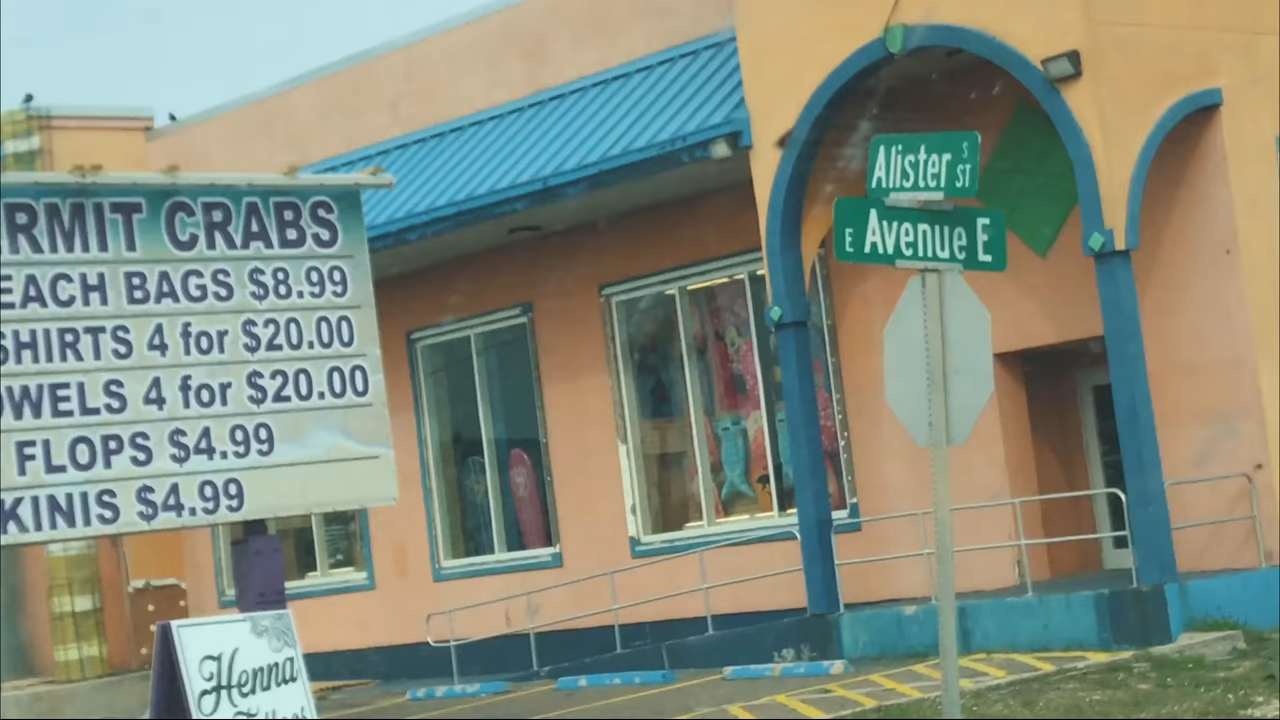 RMIT CRABS
EACH BAGS $8.99
SHIRTS 4 for $20.00
OWELS 4 for $20.00
FLOPS $4.99
KINIS $4.99
Alister S ST
E Avenue E
Henna